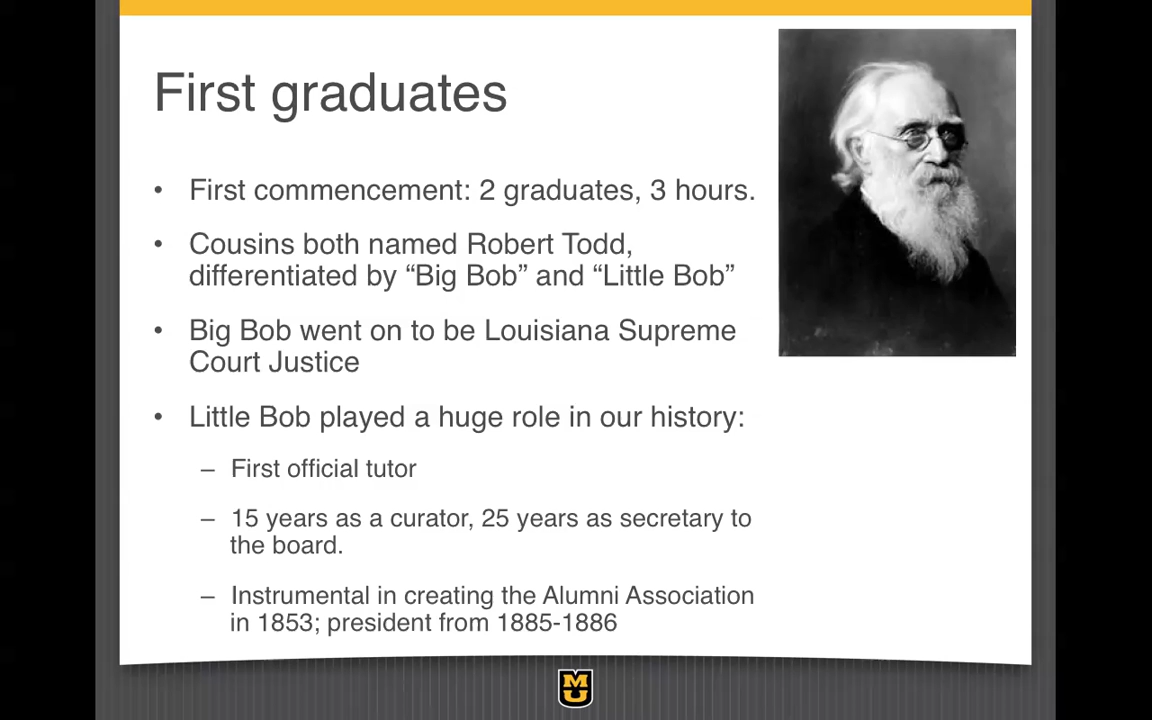 First graduates
• First commencement: 2 graduates, 3 hours.
• Cousins both named Robert Todd,
differentiated by “Big Bob” and “Little Bob”
• Big Bob went on to be Louisiana Supreme
Court Justice
• Little Bob played a huge role in our history:
– First official tutor
– 15 years as a curator, 25 years as secretary to
the board.
– Instrumental in creating the Alumni Association
in 1853; president from 1885-1886
MU